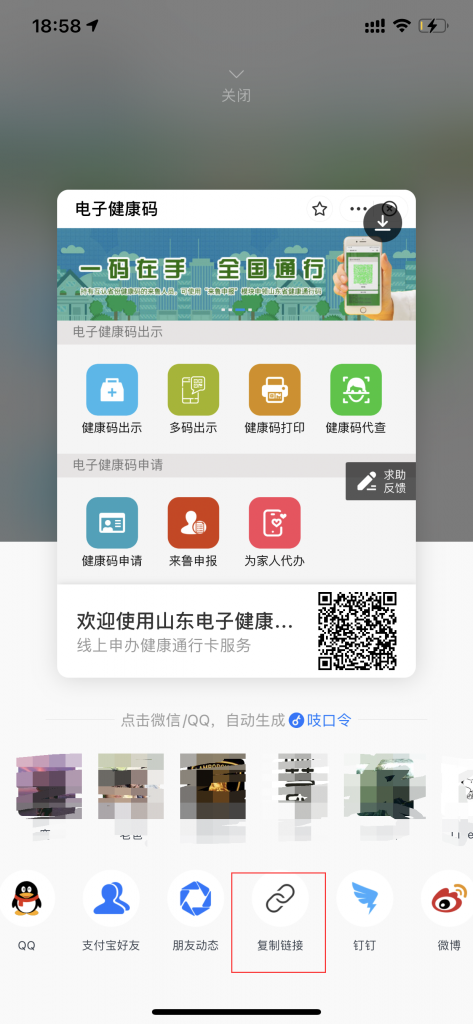 18:58
关闭
电子健康码
一码在手 全国通行
电子健康码出示
健康码出示
多码出示
健康码打印
健康码代查
电子健康码申请
求助
反馈
健康码申请
来鲁申报
为家人代办
欢迎使用山东电子健康...
线上申办健康通行卡服务
点击微信/QQ，自动生成 吱口令
QQ
支付宝好友
朋友动态
复制链接
钉钉
微博